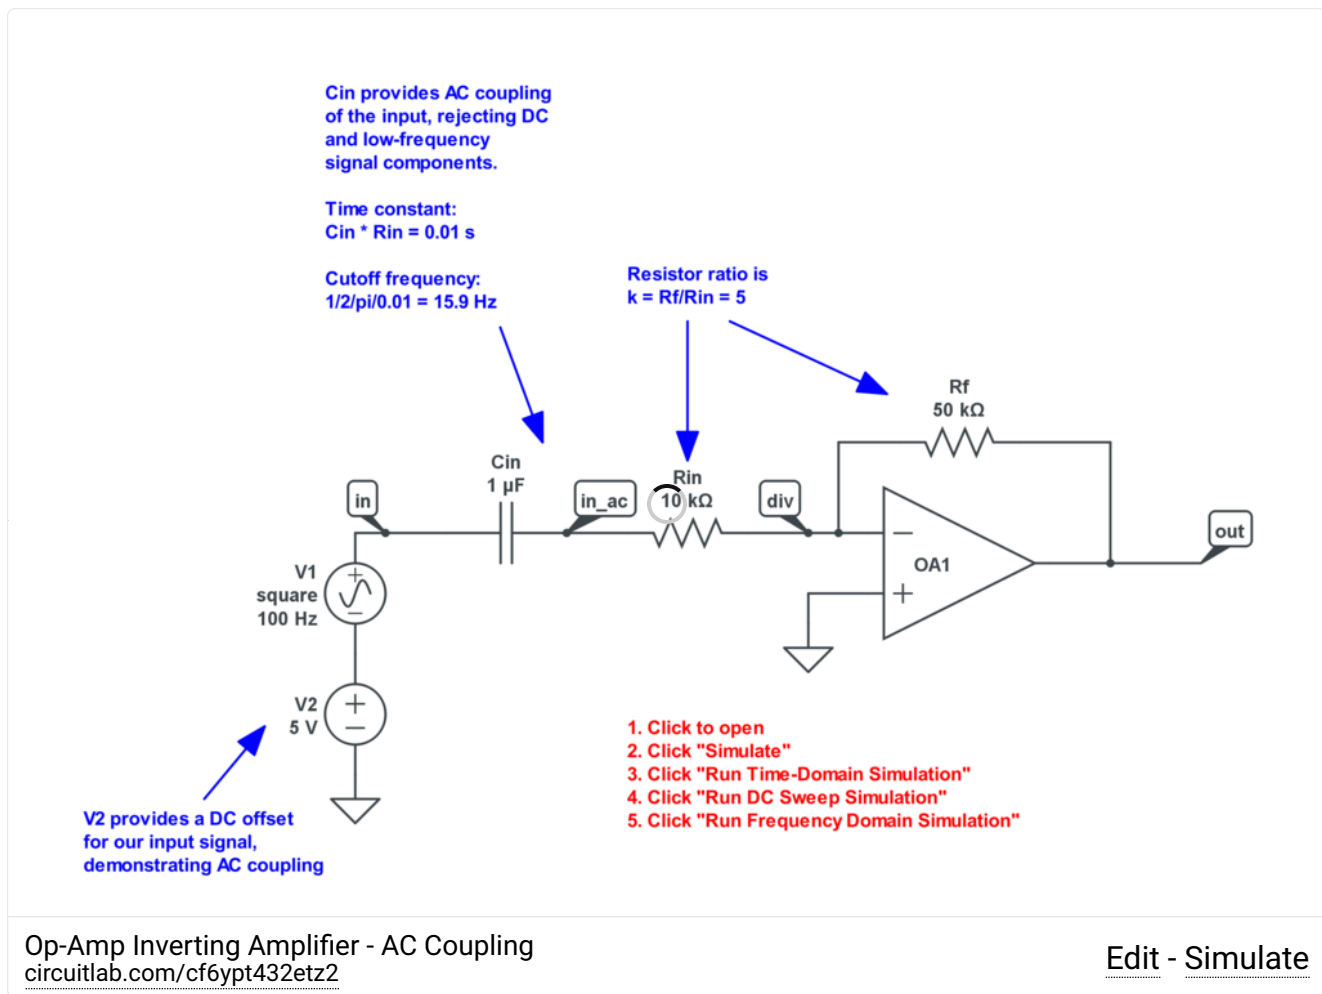 Cin provides AC coupling
of the input, rejecting DC
and low-frequency
signal components.
Time constant:
Cin * Rin = 0.01 s
Cutoff frequency:
1/2/pi/0.01 = 15.9 Hz
Resistor ratio is
k = Rf/Rin = 5
Rf
50 kΩ
Cin
1 µF
Rin
10 kΩ
in
in_ac
div
out
V1
square
100 Hz
+
−
−
OA1
+
V2
5 V
+
−
1. Click to open
2. Click "Simulate"
3. Click "Run Time-Domain Simulation"
4. Click "Run DC Sweep Simulation"
5. Click "Run Frequency Domain Simulation"
V2 provides a DC offset
for our input signal,
demonstrating AC coupling
Op-Amp Inverting Amplifier - AC Coupling
circuitlab.com/cf6ypt432etz2
Edit - Simulate